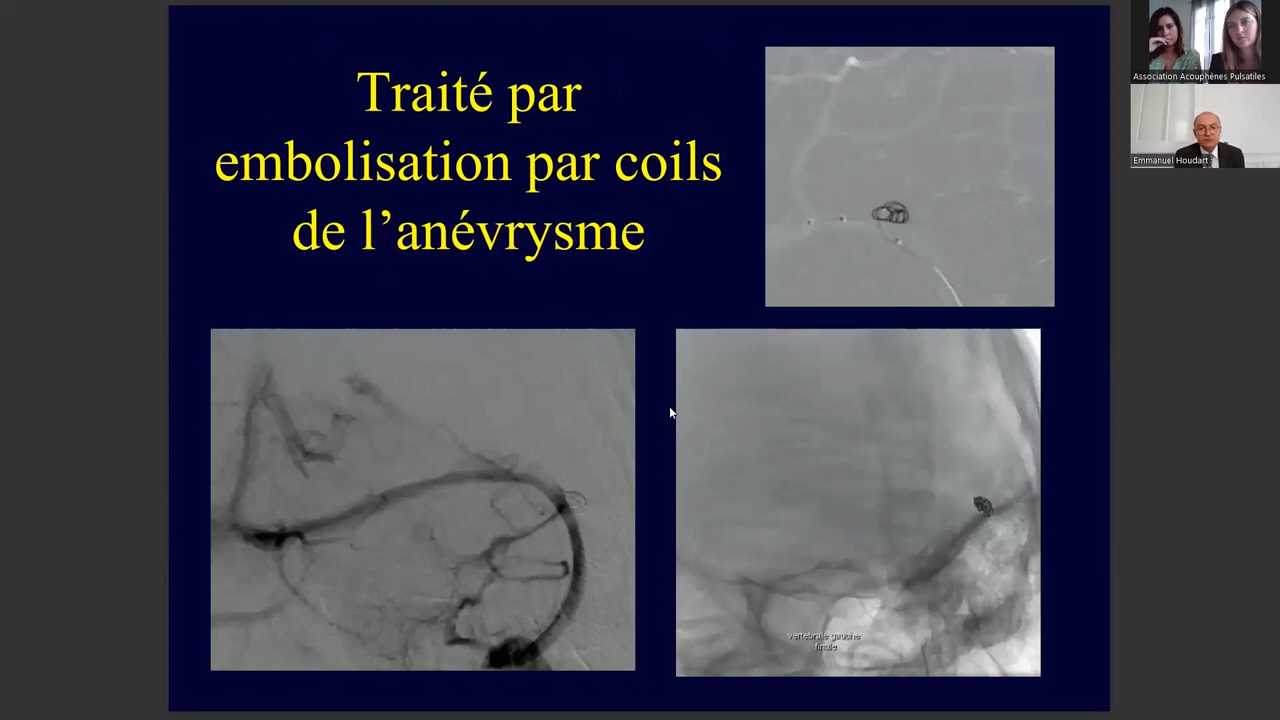 Traité par
embolisation par coils
de l’anévrysme
Association Acouphènes Pulsatiles
Emmanuel Houdart
vertebrale gauche
finale